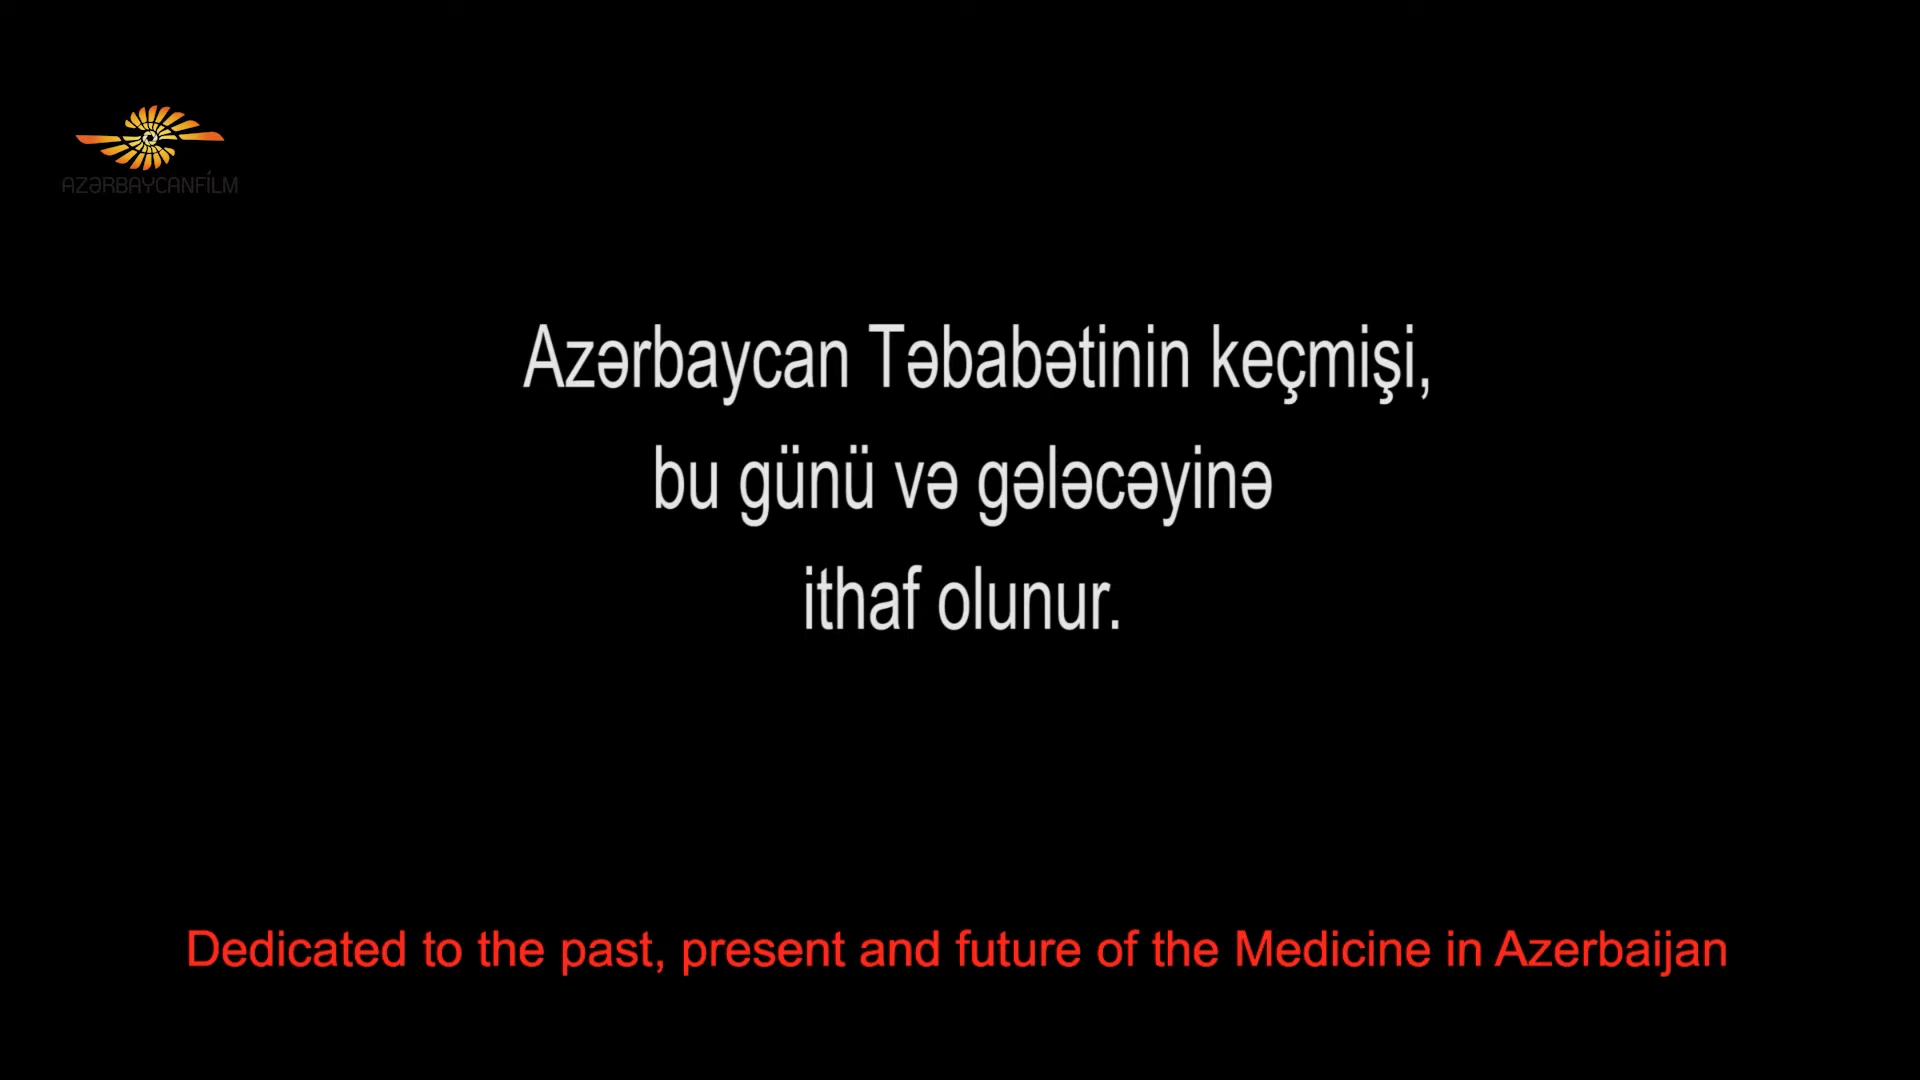 AZƏRBAYCANFİLM
Azərbaycan Təbabətinin keçmişi,
bu günü və gələcəyinə
ithaf olunur.
Dedicated to the past, present and future of the Medicine in Azerbaijan